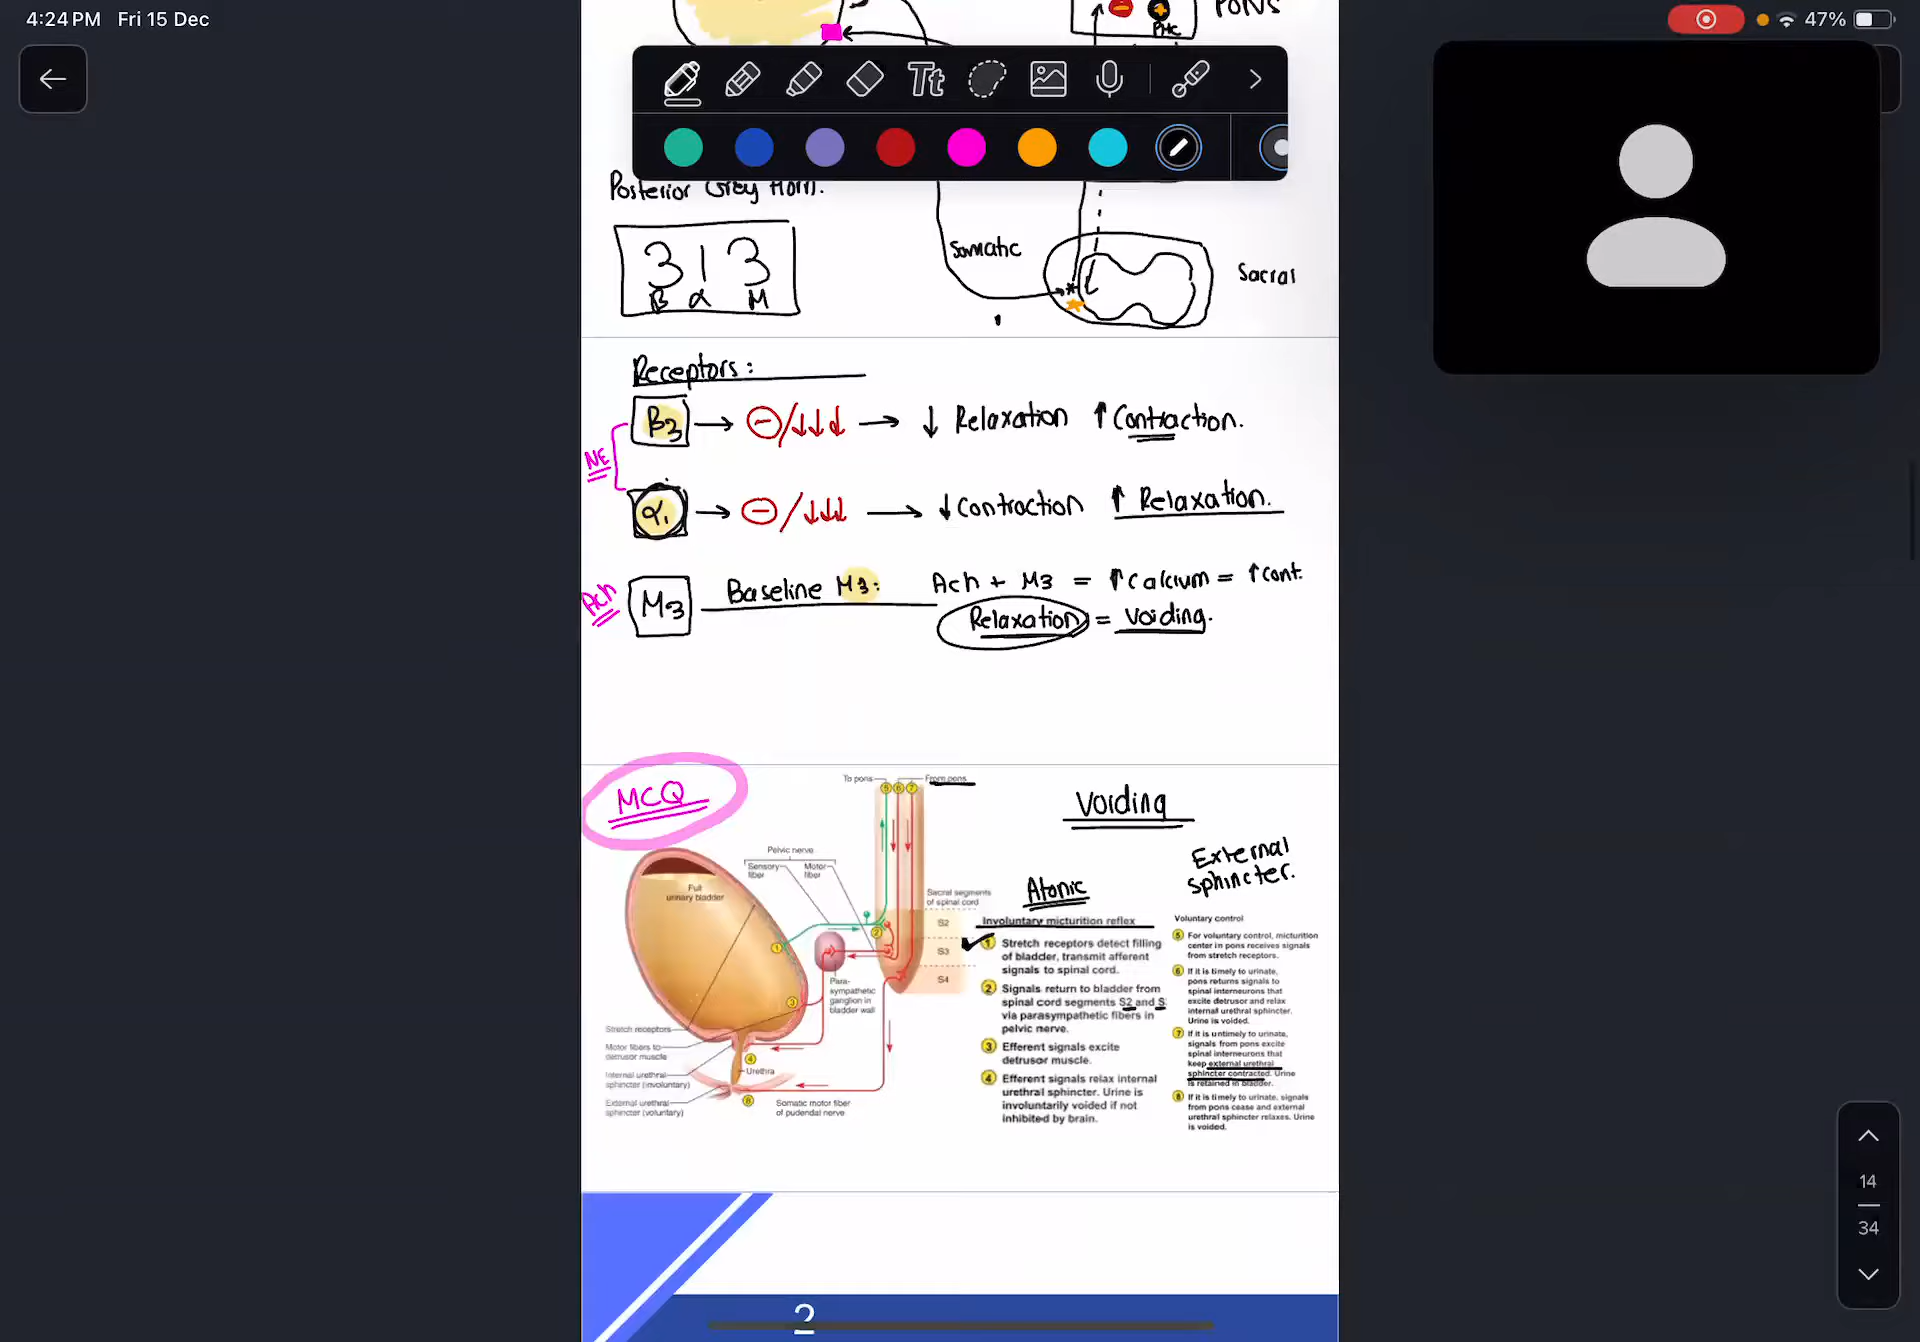 4:24 PM Fri 15 Dec
47%
PONS
PMC
Tt
Posterior Grey Horn.
3 1 3
B α M
Somatic
Sacral
Receptors:
B3 → ⊖/↓↓↓ → ↓ Relaxation ↑ Contraction.
NE
α1 → ⊖/↓↓↓ → ↓ Contraction ↑ Relaxation.
Ach
M3 Baseline M3: Ach + M3 = ↑ Calcium = ↑ Cont.
Relaxation = Voiding.
MCQ
To pons
From pons
5 6 7
Voiding
Pelvic nerve
Sensory fiber
Motor fiber
Full urinary bladder
Sacral segments of spinal cord
S2
S3
S4
1
2
3
4
8
Para-
sympathetic
ganglion in
bladder wall
Stretch receptors
Motor fibers to
detrusor muscle
Internal urethral
sphincter (involuntary)
External urethral
sphincter (voluntary)
Urethra
Somatic motor fiber
of pudendal nerve
Atonic
Involuntary micturition reflex
1 Stretch receptors detect filling
of bladder, transmit afferent
signals to spinal cord.
2 Signals return to bladder from
spinal cord segments S2 and S
via parasympathetic fibers in
pelvic nerve.
3 Efferent signals excite
detrusor muscle.
4 Efferent signals relax internal
urethral sphincter. Urine is
involuntarily voided if not
inhibited by brain.
External
sphincter.
Voluntary control
5 For voluntary control, micturition
center in pons receives signals
from stretch receptors.
6 If it is timely to urinate,
pons returns signals to
spinal interneurons that
excite detrusor and relax
internal urethral sphincter.
Urine is voided.
7 If it is untimely to urinate,
signals from pons excite
spinal interneurons that
keep external urethral
sphincter contracted. Urine
is retained in bladder.
8 If it is timely to urinate, signals
from pons cease and external
urethral sphincter relaxes. Urine
is voided.
14
34
2